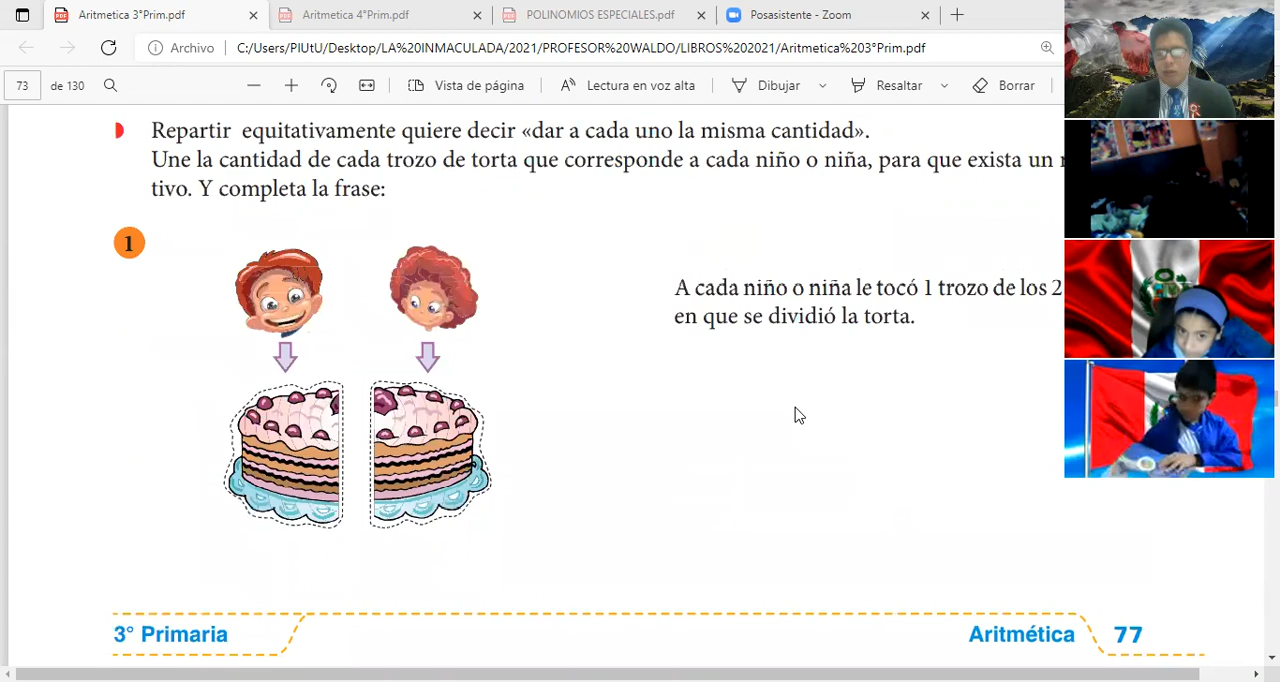 Aritmetica 3°Prim.pdf
Aritmetica 4°Prim.pdf
POLINOMIOS ESPECIALES.pdf
Posasistente - Zoom
Archivo
C:/Users/PIUtU/Desktop/LA%20INMACULADA/2021/PROFESOR%20WALDO/LIBROS%202021/Aritmetica%203°Prim.pdf
73 de 130
Vista de página
Lectura en voz alta
Dibujar
Resaltar
Borrar
Repartir equitativamente quiere decir «dar a cada uno la misma cantidad».
Une la cantidad de cada trozo de torta que corresponde a cada niño o niña, para que exista un
tivo. Y completa la frase:
1
A cada niño o niña le tocó 1 trozo de los 2
en que se dividió la torta.
3° Primaria
Aritmética 77